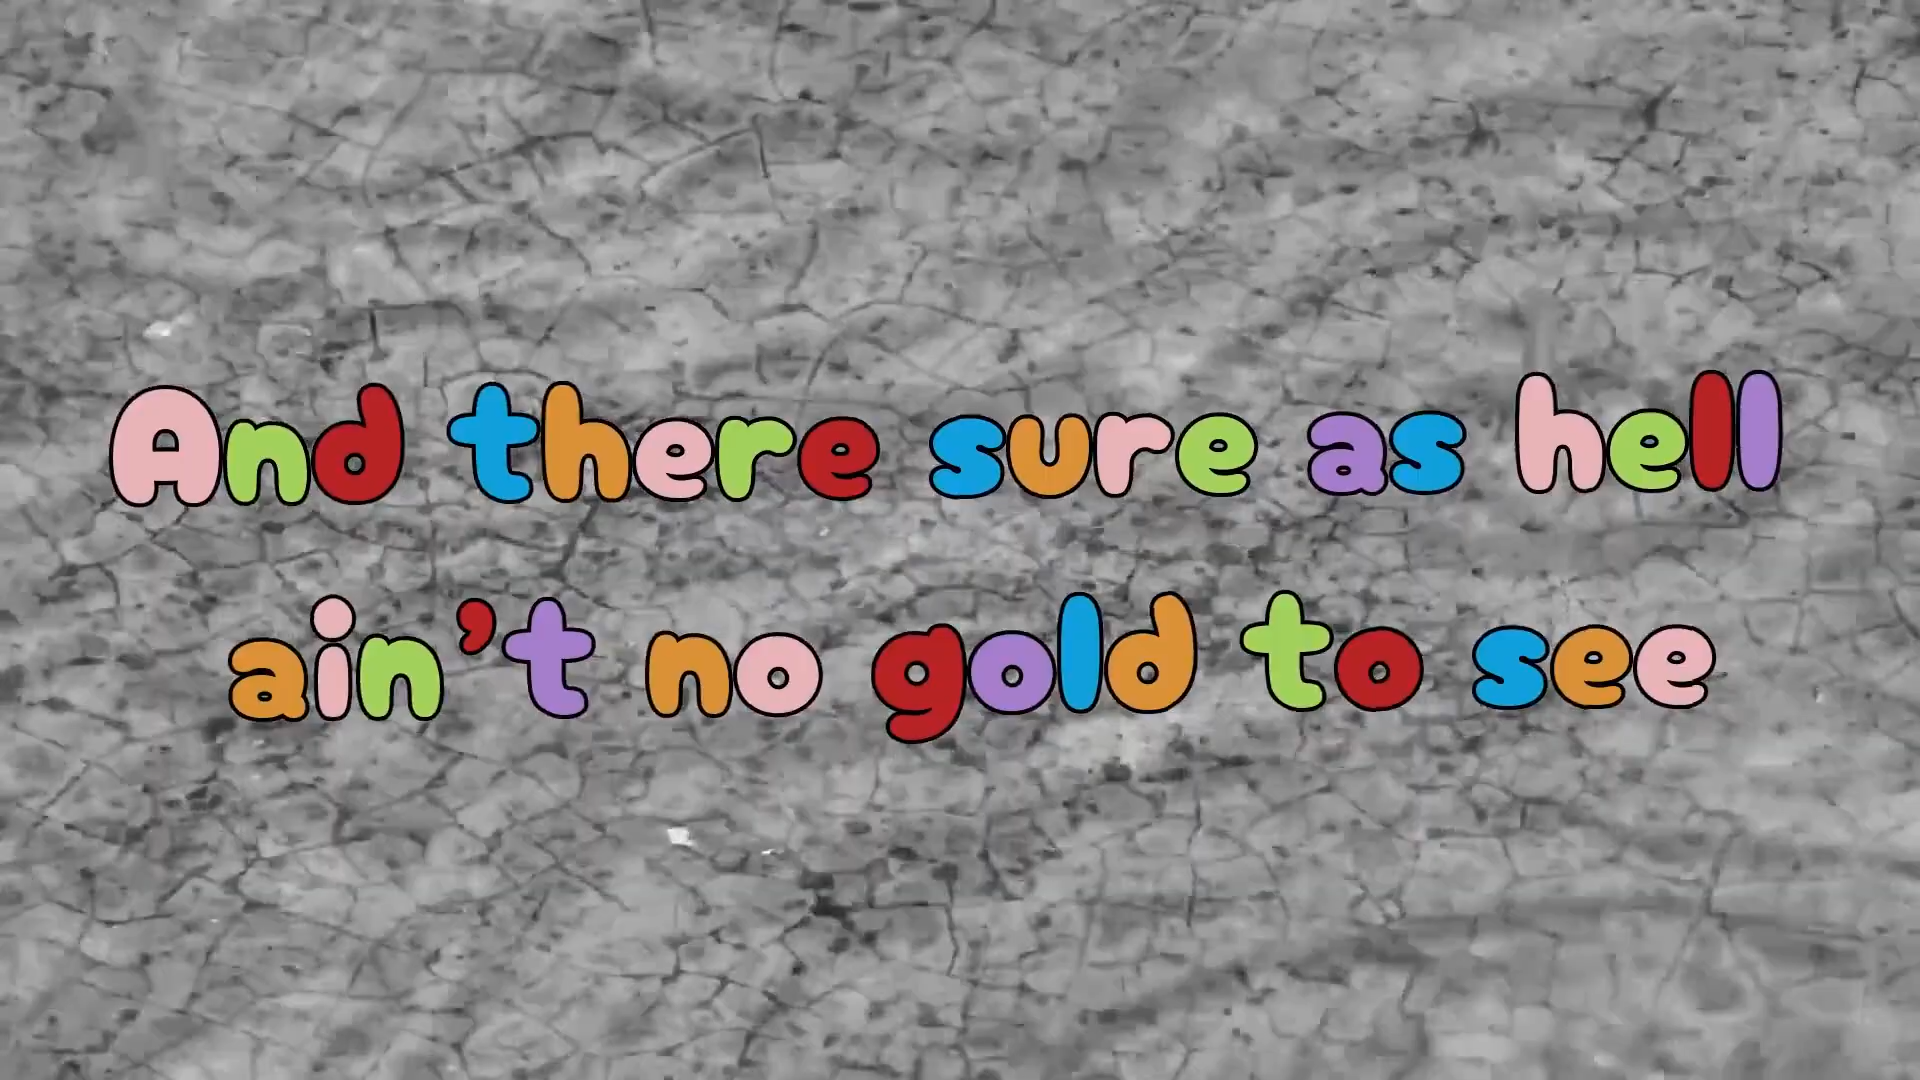 And there sure as hell
ain’t no gold to see